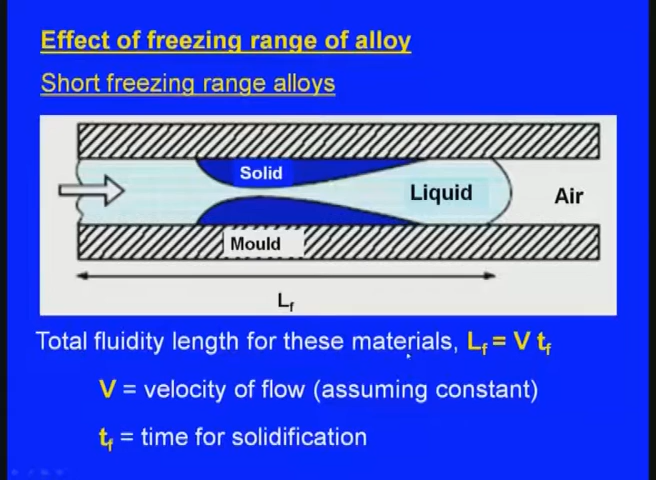 Effect of freezing range of alloy
Short freezing range alloys
Solid
Liquid
Air
Mould
Lf
Total fluidity length for these materials, Lf = V tf
V = velocity of flow (assuming constant)
tf = time for solidification